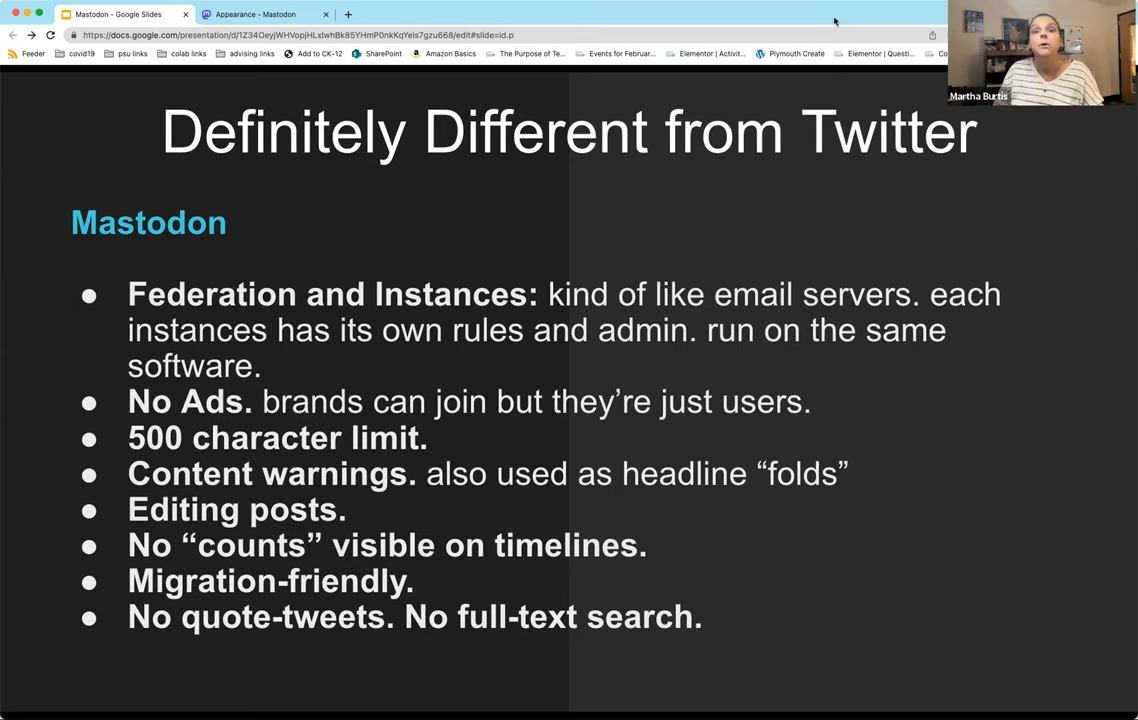 Mastodon - Google Slides
Appearance - Mastodon
https://docs.google.com/presentation/d/1Z34OeyjWHVopjHLxlwhBk85YHmP0nkKqYeis7gzu668/edit#slide=id.p
Feeder covid19 psu links colab links advising links Add to CK-12 SharePoint Amazon Basics The Purpose of Te... Events for Februar... Elementor | Activit... Plymouth Create Elementor | Questi... Co
Martha Burtis
Definitely Different from Twitter
Mastodon
● Federation and Instances: kind of like email servers. each
instances has its own rules and admin. run on the same
software.
● No Ads. brands can join but they’re just users.
● 500 character limit.
● Content warnings. also used as headline “folds”
● Editing posts.
● No “counts” visible on timelines.
● Migration-friendly.
● No quote-tweets. No full-text search.